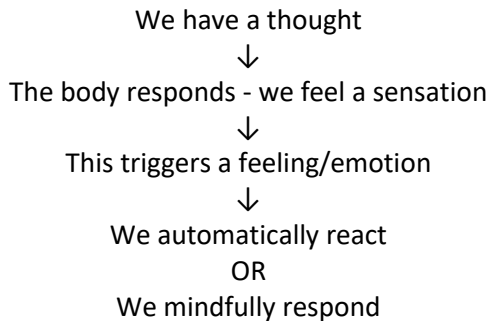 We have a thought
↓
The body responds - we feel a sensation
↓
This triggers a feeling/emotion
↓
We automatically react
OR
We mindfully respond